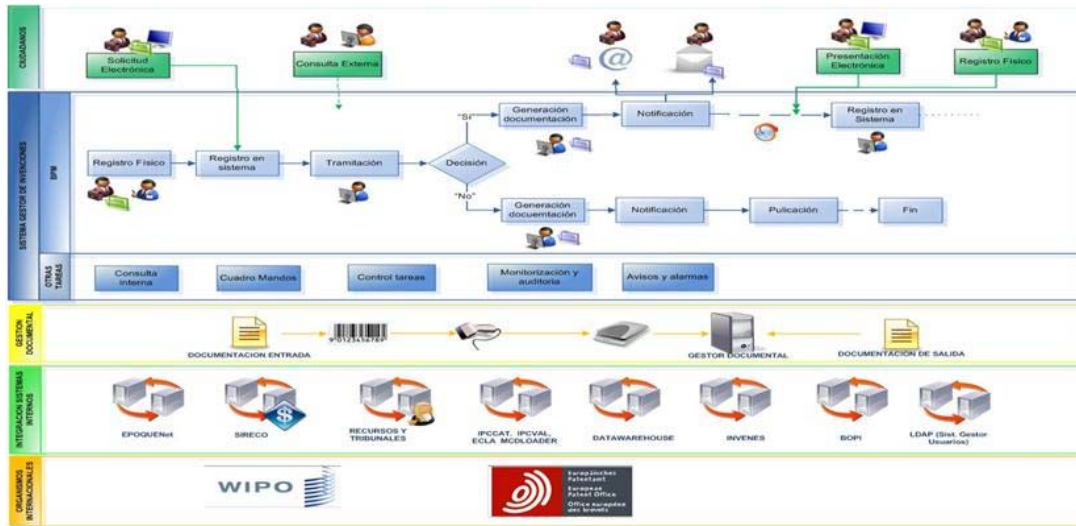 CIUDADANOS
Solicitud
Electrónica
Consulta Externa
@
Presentación
Electrónica
Registro Físico
SISTEMA GESTOR DE INVENCIONES
BPM
Registro Físico
Registro en
sistema
Tramitación
Decisión
"Sí"
Generación
documentación
Notificación
Registro en
Sistema
"No"
Generación
docuemtación
Notificación
Pulicación
Fin
OTRAS
TAREAS
Consulta
interna
Cuadro Mandos
Control tareas
Monitorización y
auditoria
Avisos y alarmas
GESTION
DOCUMENTAL
9 0123456789
DOCUMENTACION ENTRADA
GESTOR DOCUMENTAL
DOCUMENTACION DE SALIDA
INTEGRACION SISTEMAS
INTERNOS
EPOQUENet
$
SIRECO
RECURSOS Y
TRIBUNALES
IPCCAT, IPCVAL,
ECLA MCDLOADER
DATAWAREHOUSE
INVENES
BOPI
LDAP (Sist. Gestor
Usuarios)
ORGANISMOS
INTERNACIONALES
WIPO
Europäisches
Patentamt
European
Patent Office
Office européen
des brevets